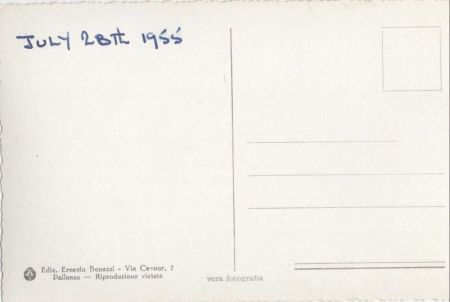 JULY 28th 1955
Ediz. Ernesto Bonazzi - Via Cavour, 7
Pallanza — Riproduzione vietata
vera fotografia